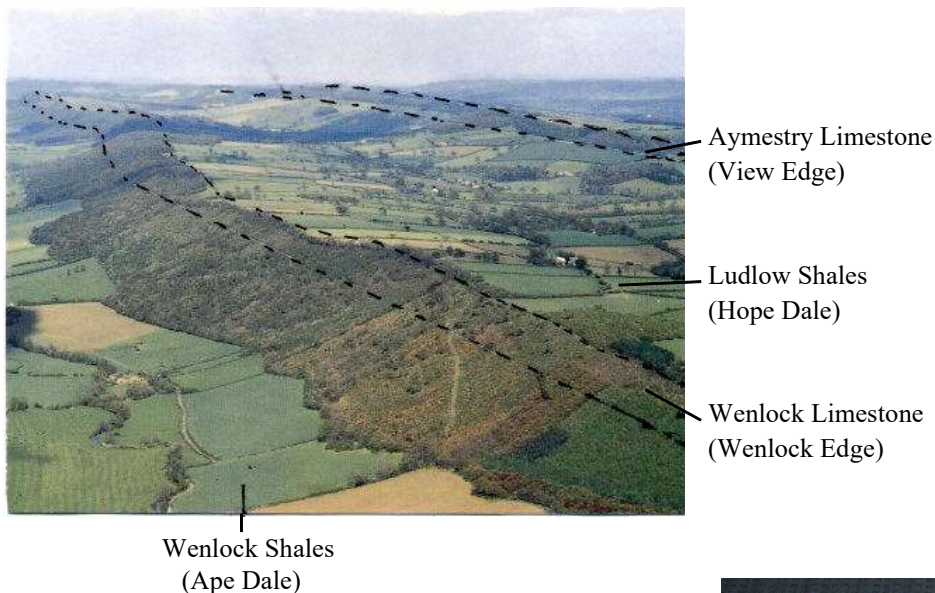 Aymestry Limestone
(View Edge)
Ludlow Shales
(Hope Dale)
Wenlock Limestone
(Wenlock Edge)
Wenlock Shales
(Ape Dale)